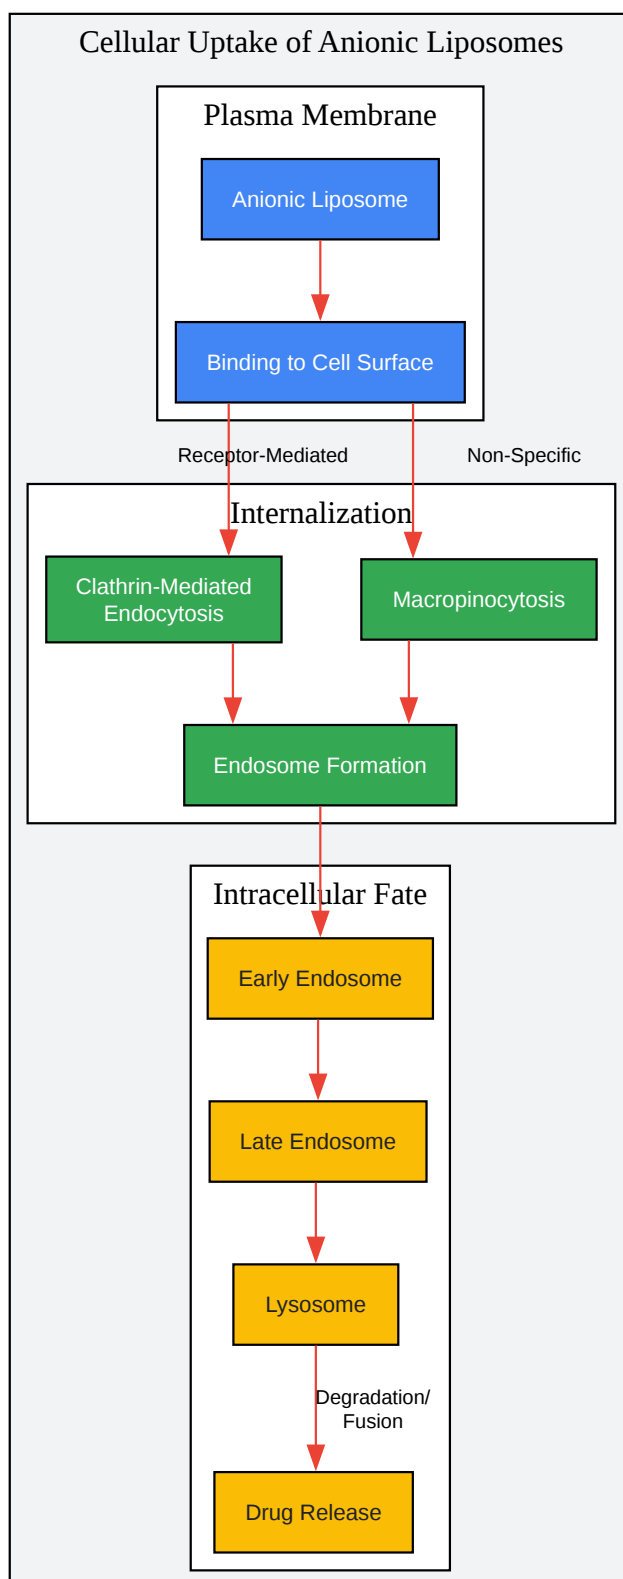 Cellular Uptake of Anionic Liposomes
Plasma Membrane
Anionic Liposome
Binding to Cell Surface
Receptor-Mediated
Non-Specific
Internalization
Clathrin-Mediated
Endocytosis
Macropinocytosis
Endosome Formation
Intracellular Fate
Early Endosome
Late Endosome
Lysosome
Degradation/
Fusion
Drug Release